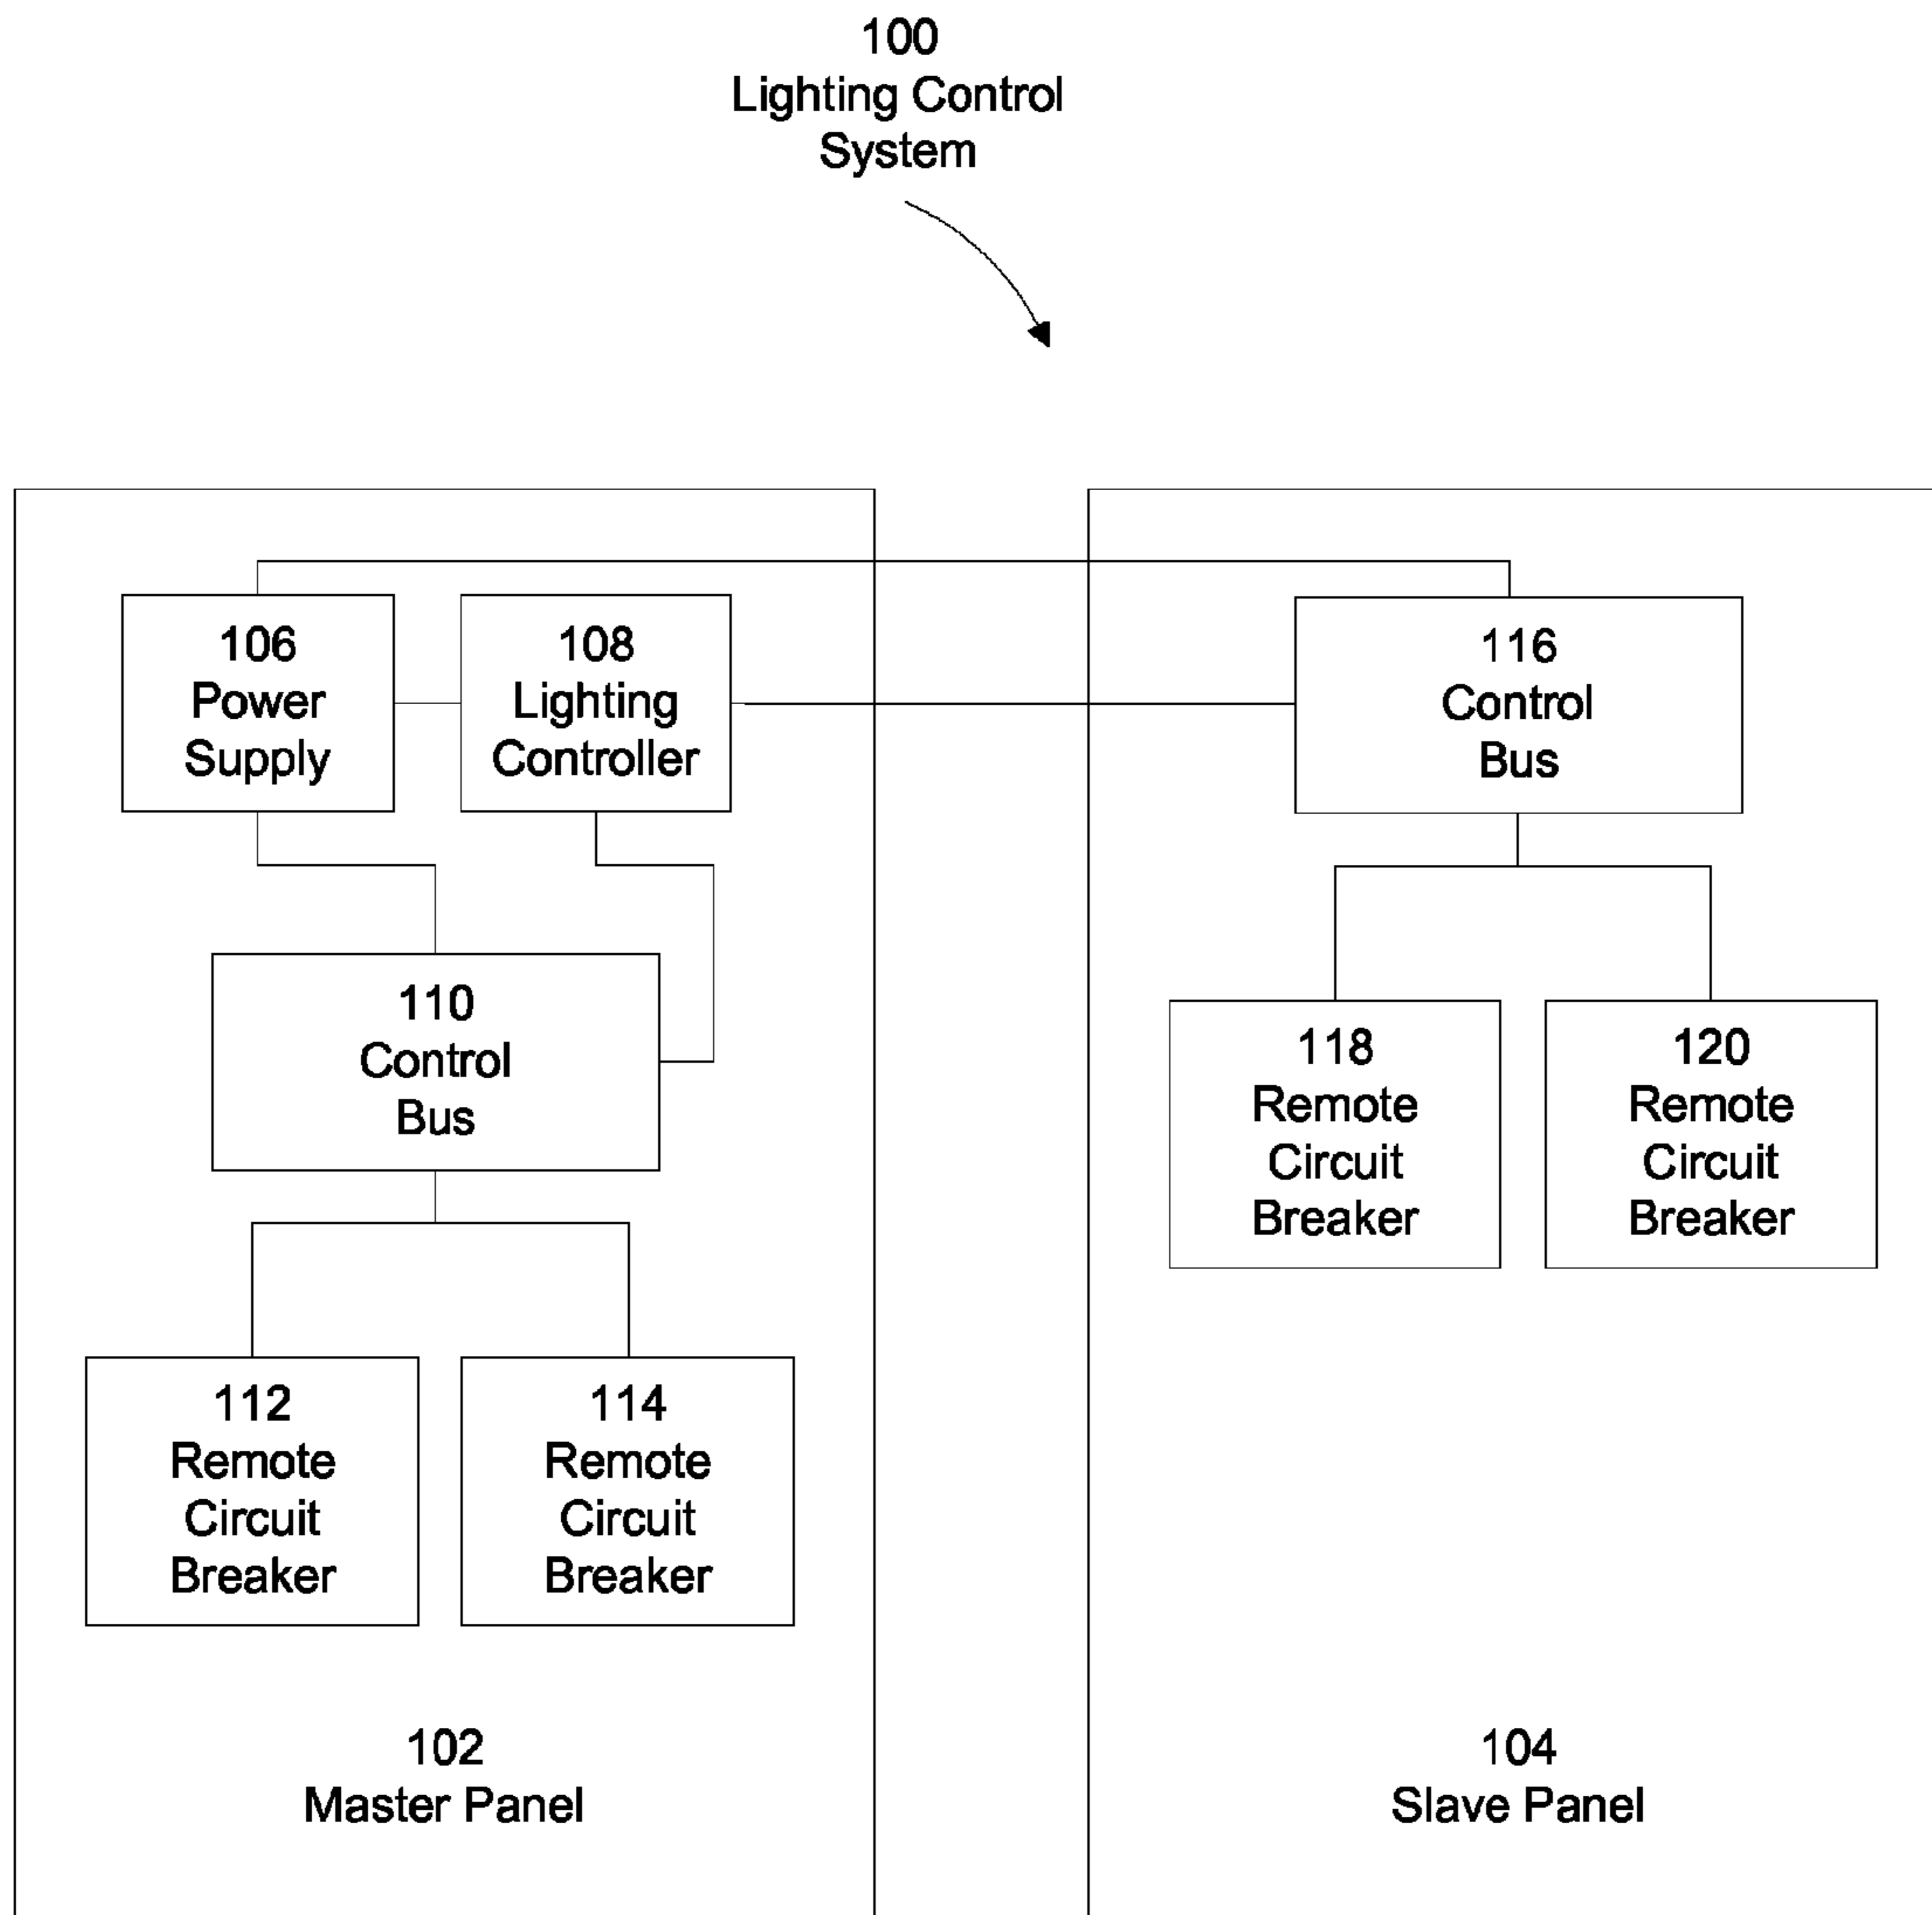 100
Lighting Control
System
106
Power
Supply
108
Lighting
Controller
116
Control
Bus
110
Control
Bus
118
Remote
Circuit
Breaker
120
Remote
Circuit
Breaker
112
Remote
Circuit
Breaker
114
Remote
Circuit
Breaker
102
Master Panel
104
Slave Panel